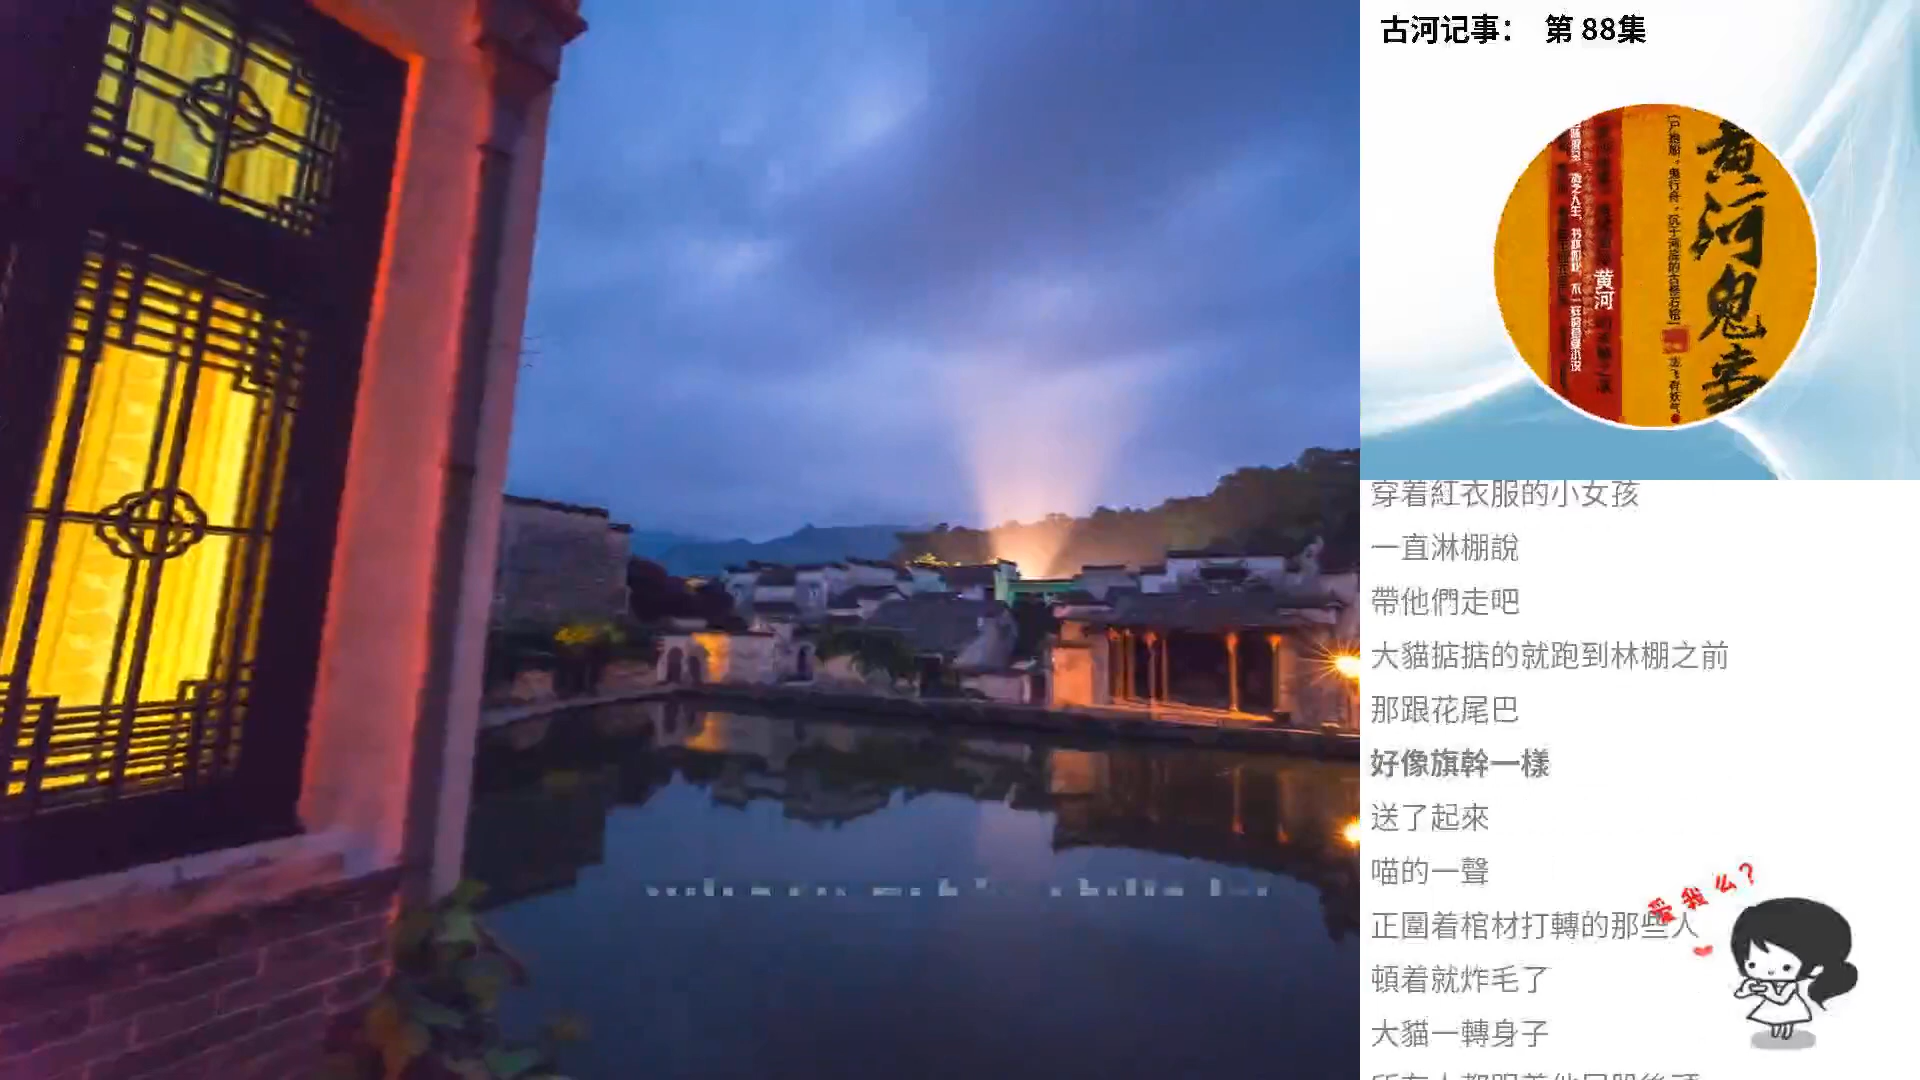 古河记事： 第 88集
黄河鬼
黄河
穿着紅衣服的小女孩
一直淋棚說
帶他們走吧
大貓掂掂的就跑到林棚之前
那跟花尾巴
好像旗幹一樣
送了起來
喵的一聲
正圍着棺材打轉的那些人
頓着就炸毛了
大貓一轉身子
爱我么？